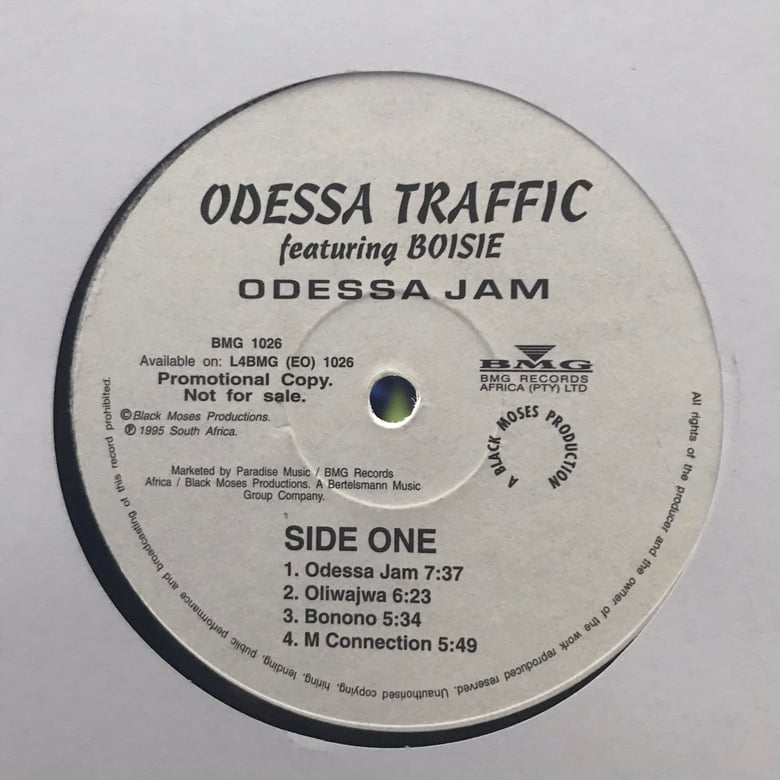 ODESSA TRAFFIC
featuring BOISIE
ODESSA JAM
BMG 1026
Available on: L4BMG (EO) 1026
Promotional Copy.
Not for sale.
© Black Moses Productions.
℗ 1995 South Africa.
BMG
BMG RECORDS
AFRICA (PTY) LTD
A BLACK MOSES PRODUCTION
Marketed by Paradise Music / BMG Records
Africa / Black Moses Productions. A Bertelsmann Music
Group Company.
SIDE ONE
1. Odessa Jam 7:37
2. Oliwajwa 6:23
3. Bonono 5:34
4. M Connection 5:49
All rights of the producer and the owner of the work reproduced reserved. Unauthorised copying, hiring, lending, public performance and broadcasting of this record prohibited.